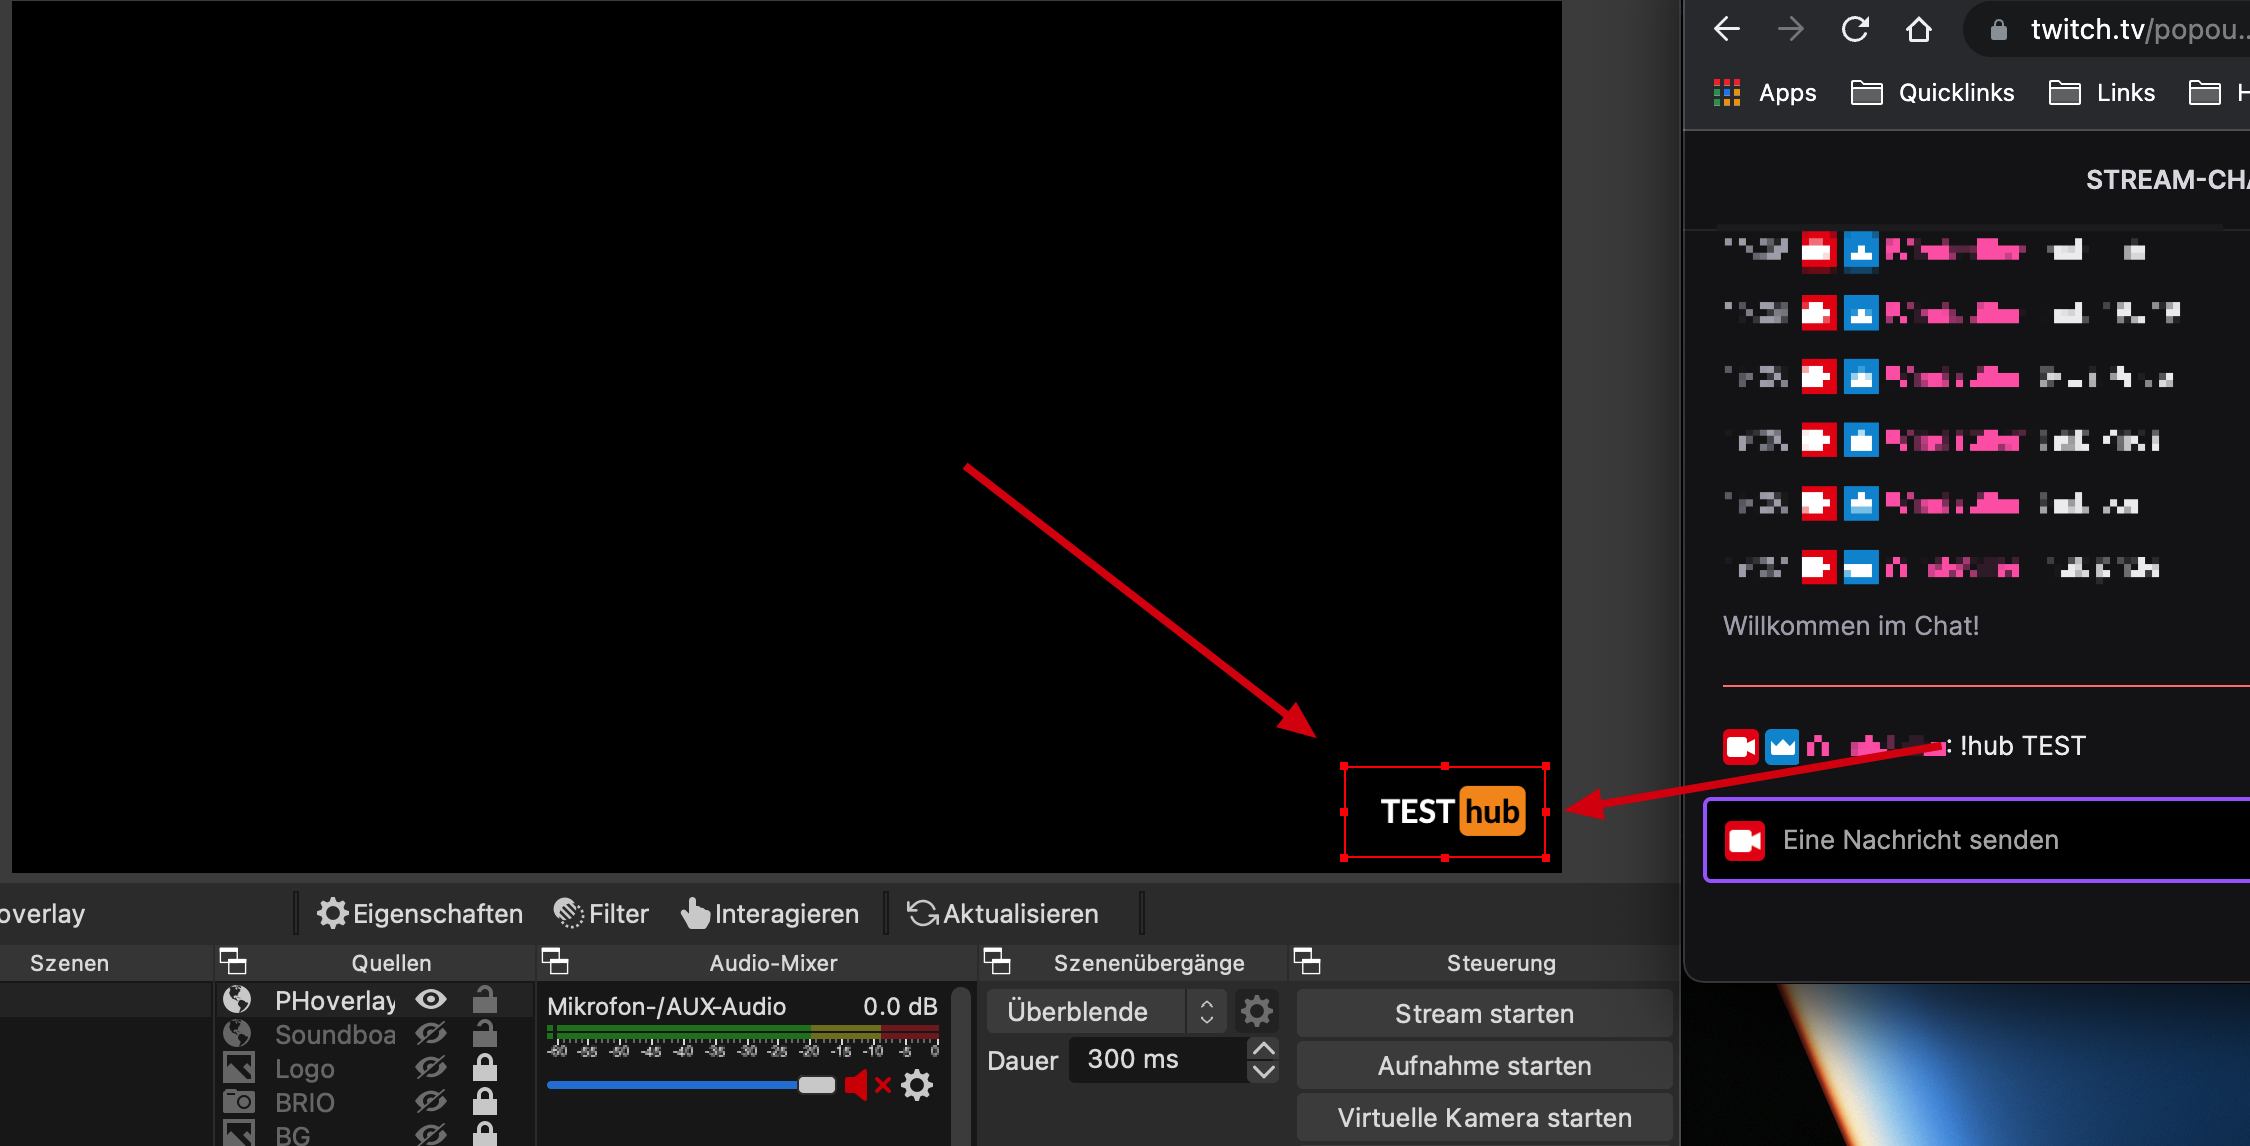 twitch.tv/popou...
Apps Quicklinks Links H
STREAM-CHA
Willkommen im Chat!
: !hub TEST
Eine Nachricht senden
TEST hub
overlay Eigenschaften Filter Interagieren Aktualisieren
Szenen Quellen Audio-Mixer Szenenübergänge Steuerung
PHoverlay
Soundboa
Logo
BRIO
BG
Mikrofon-/AUX-Audio 0.0 dB
-60 -55 -50 -45 -40 -35 -30 -25 -20 -15 -10 -5 0
Überblende
Dauer 300 ms
Stream starten
Aufnahme starten
Virtuelle Kamera starten